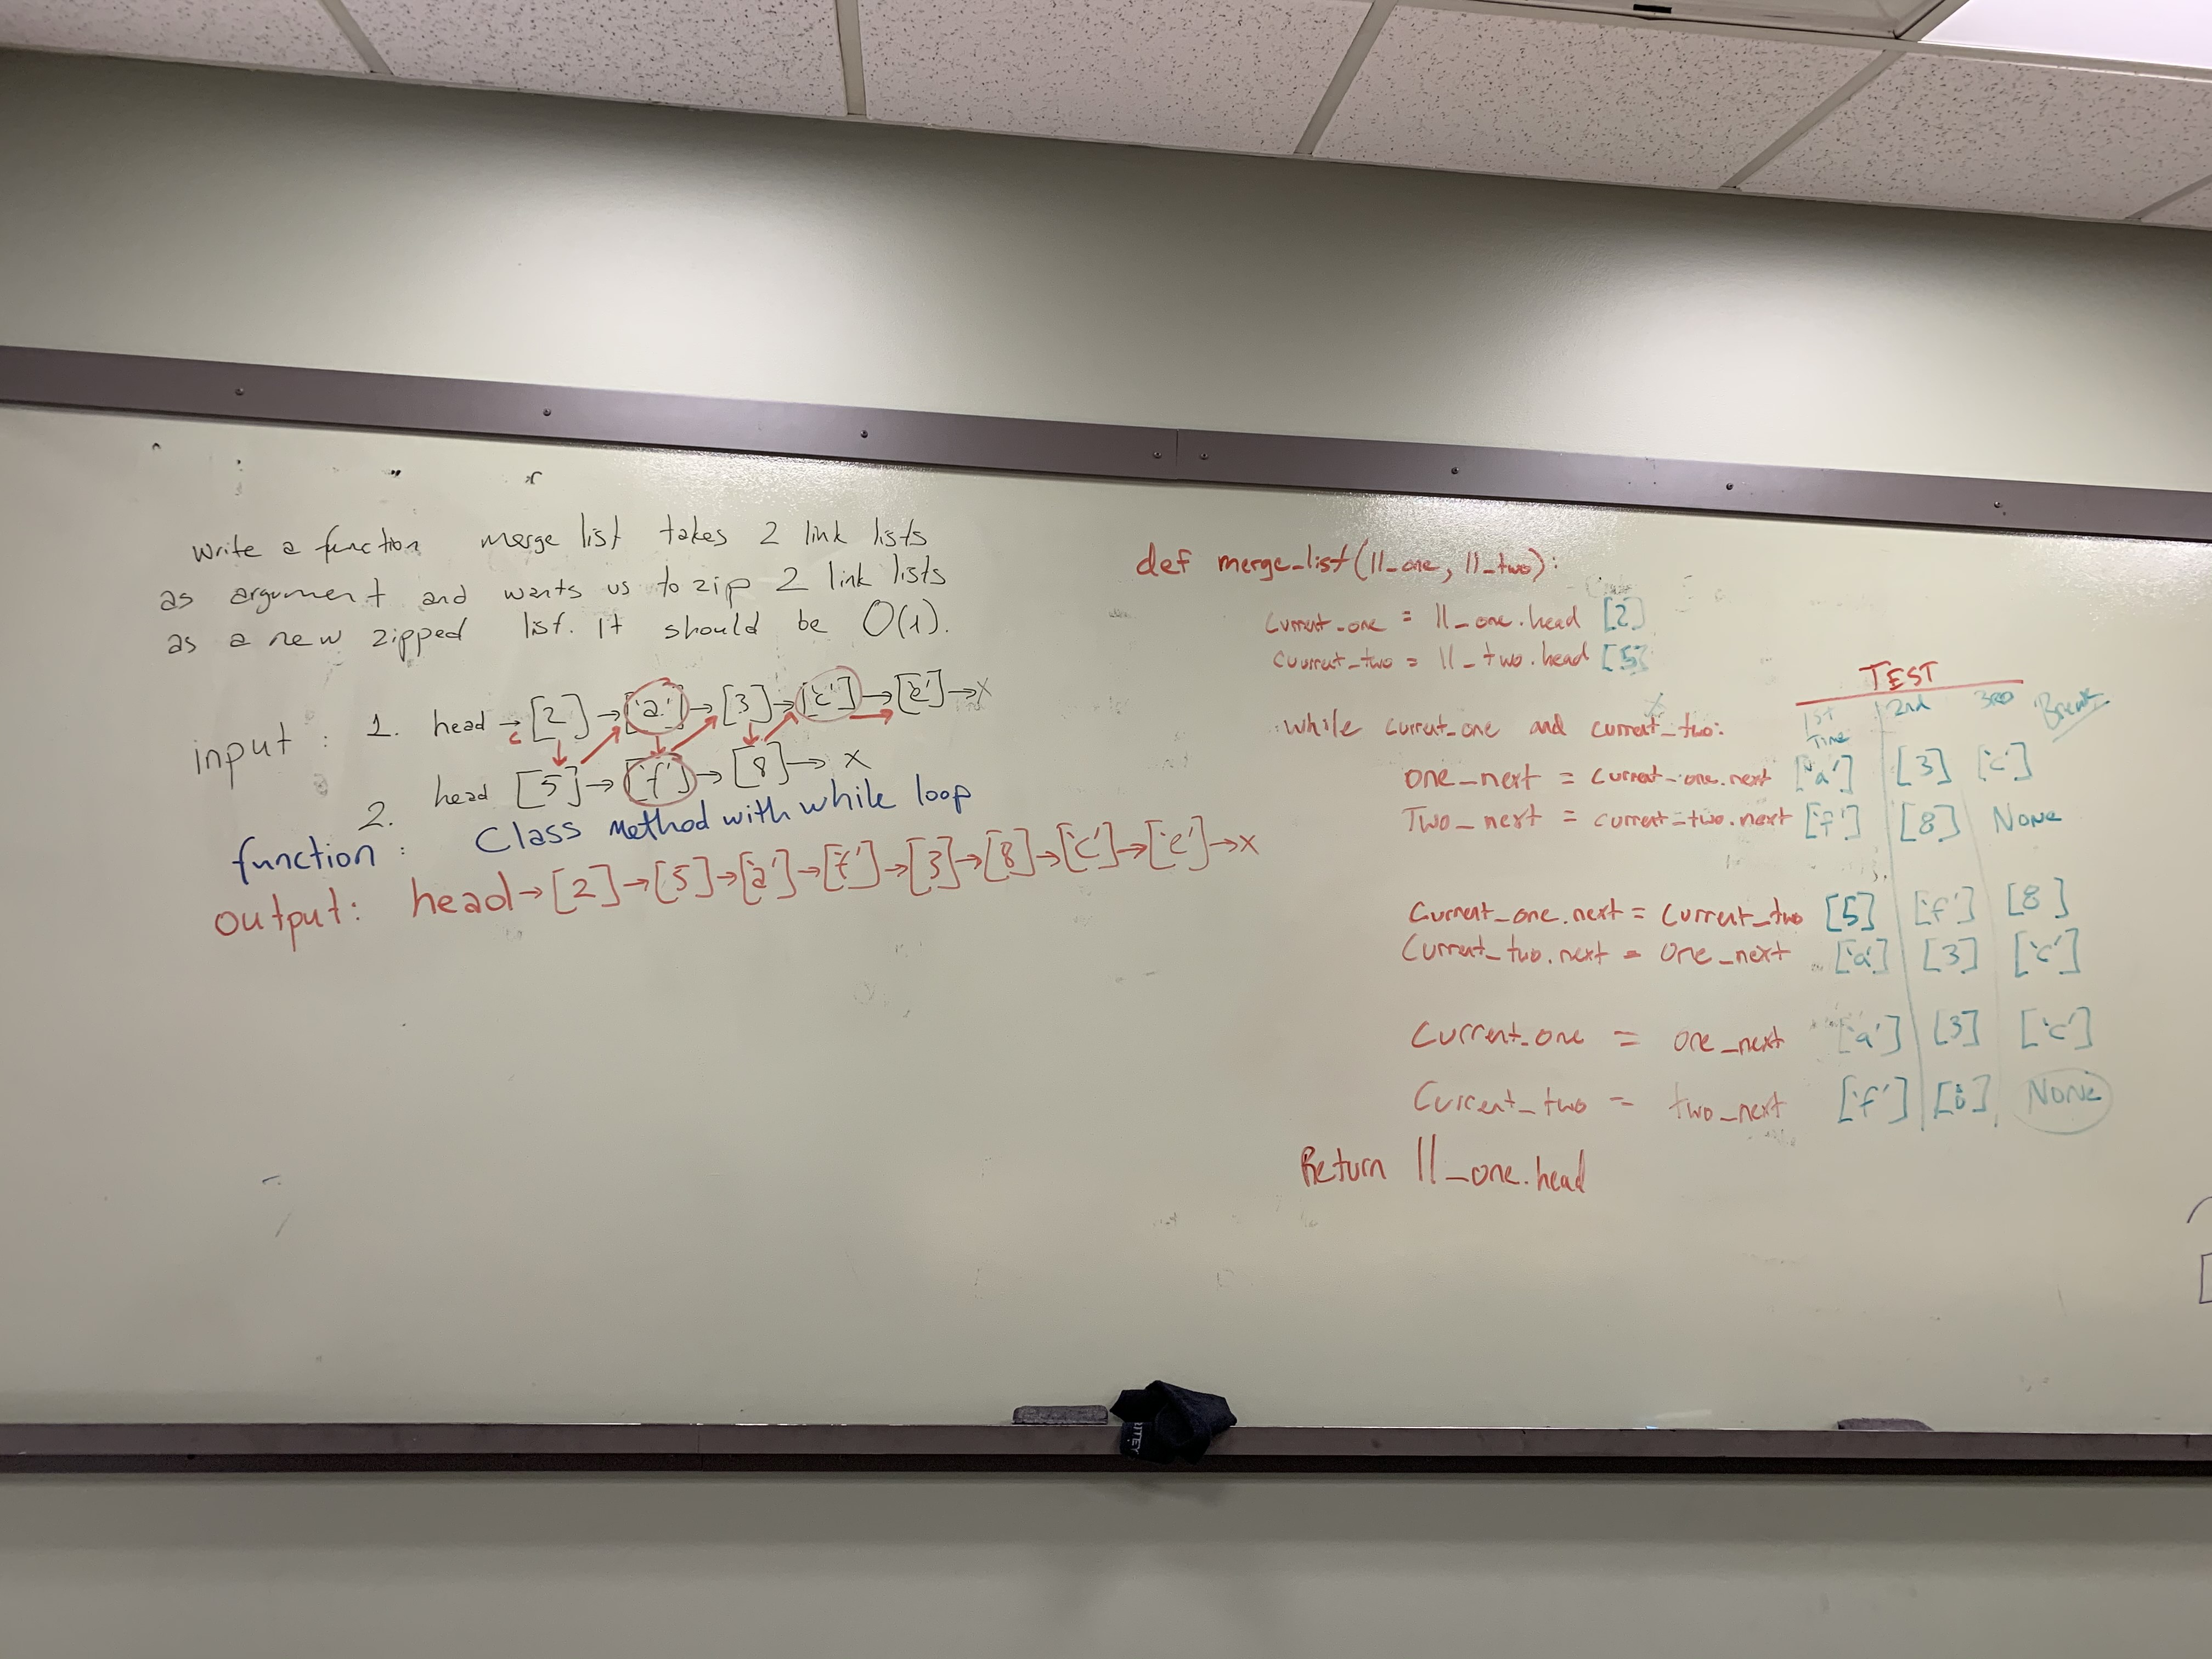 write a function merge list takes 2 link lists
as argument and wants us to zip 2 link lists
as a new zipped list. It should be O(1).
input : 1. head → [2] → ['a'] → [3] → ['c'] → ['e'] → X
2. head [5] → ['f'] → [8] → X
function : Class Method with while loop
output: head → [2] → [5] → ['a'] → ['f'] → [3] → [8] → ['c'] → ['e'] → X
def merge_list(ll_one, ll_two):
Current_one = ll_one.head [2]
Cuurrent_two = ll_two.head [5]
TEST
1st Time 2nd 3RD Break
while current_one and current_two:
one_next = current_one.next ['a'] [3] ['c']
Two_next = current_two.next ['f'] [8] None
Current_one.next = Current_two [5] ['f'] [8]
Current_two.next = one_next ['a'] [3] ['c']
Current_one = one_next ['a'] [3] ['c']
Current_two = two_next ['f'] [8] None
Return ll_one.head